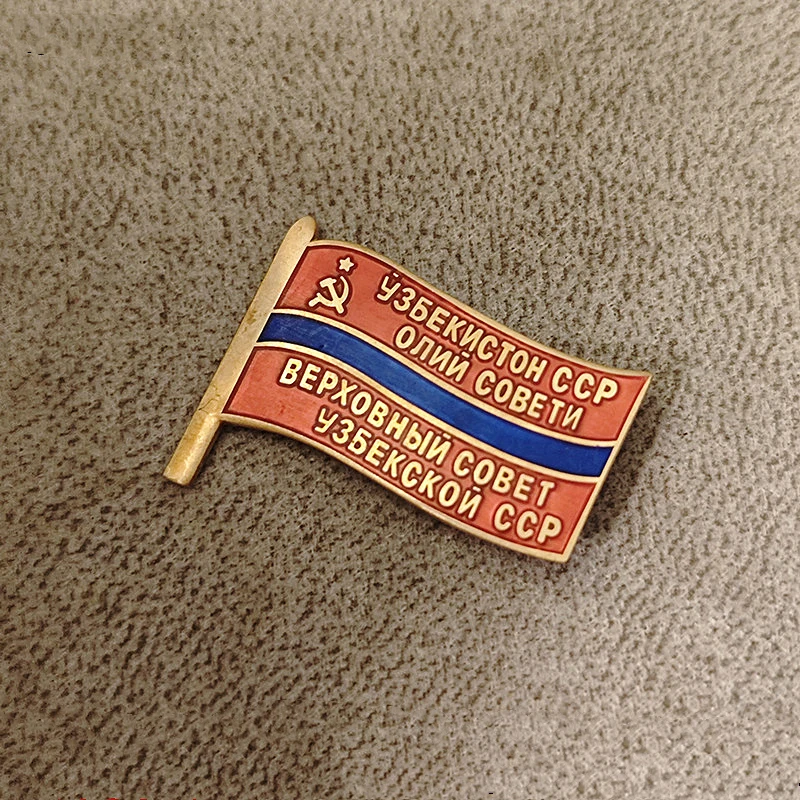 ЎЗБЕКИСТОН ССР
ОЛИЙ СОВЕТИ
ВЕРХОВНЫЙ СОВЕТ
УЗБЕКСКОЙ ССР